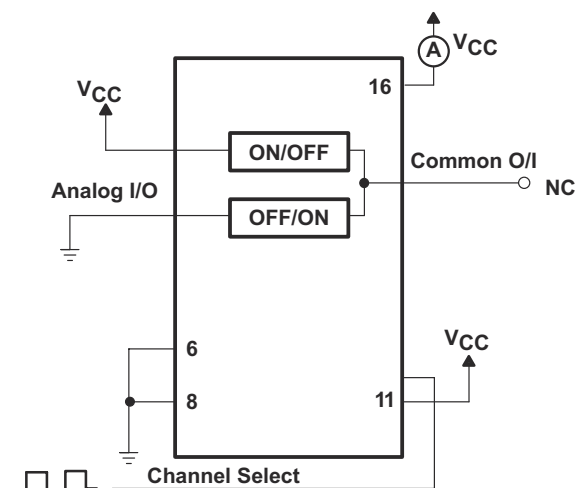 A VCC
16
VCC
ON/OFF
Common O/I
NC
Analog I/O
OFF/ON
6
VCC
8
11
Channel Select